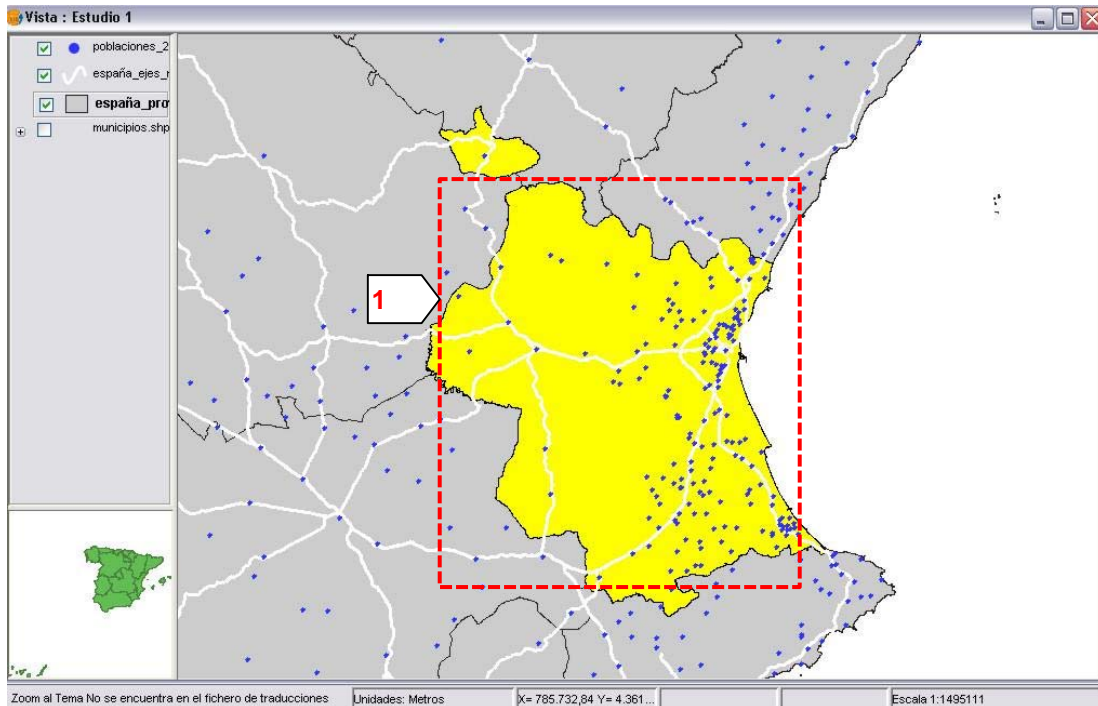 Vista : Estudio 1
poblaciones_2
españa_ejes_r
españa_pro
municipios.shp
1
Zoom al Tema No se encuentra en el fichero de traducciones
Unidades: Metros
X= 785.732,84 Y= 4.361...
Escala 1:1495111